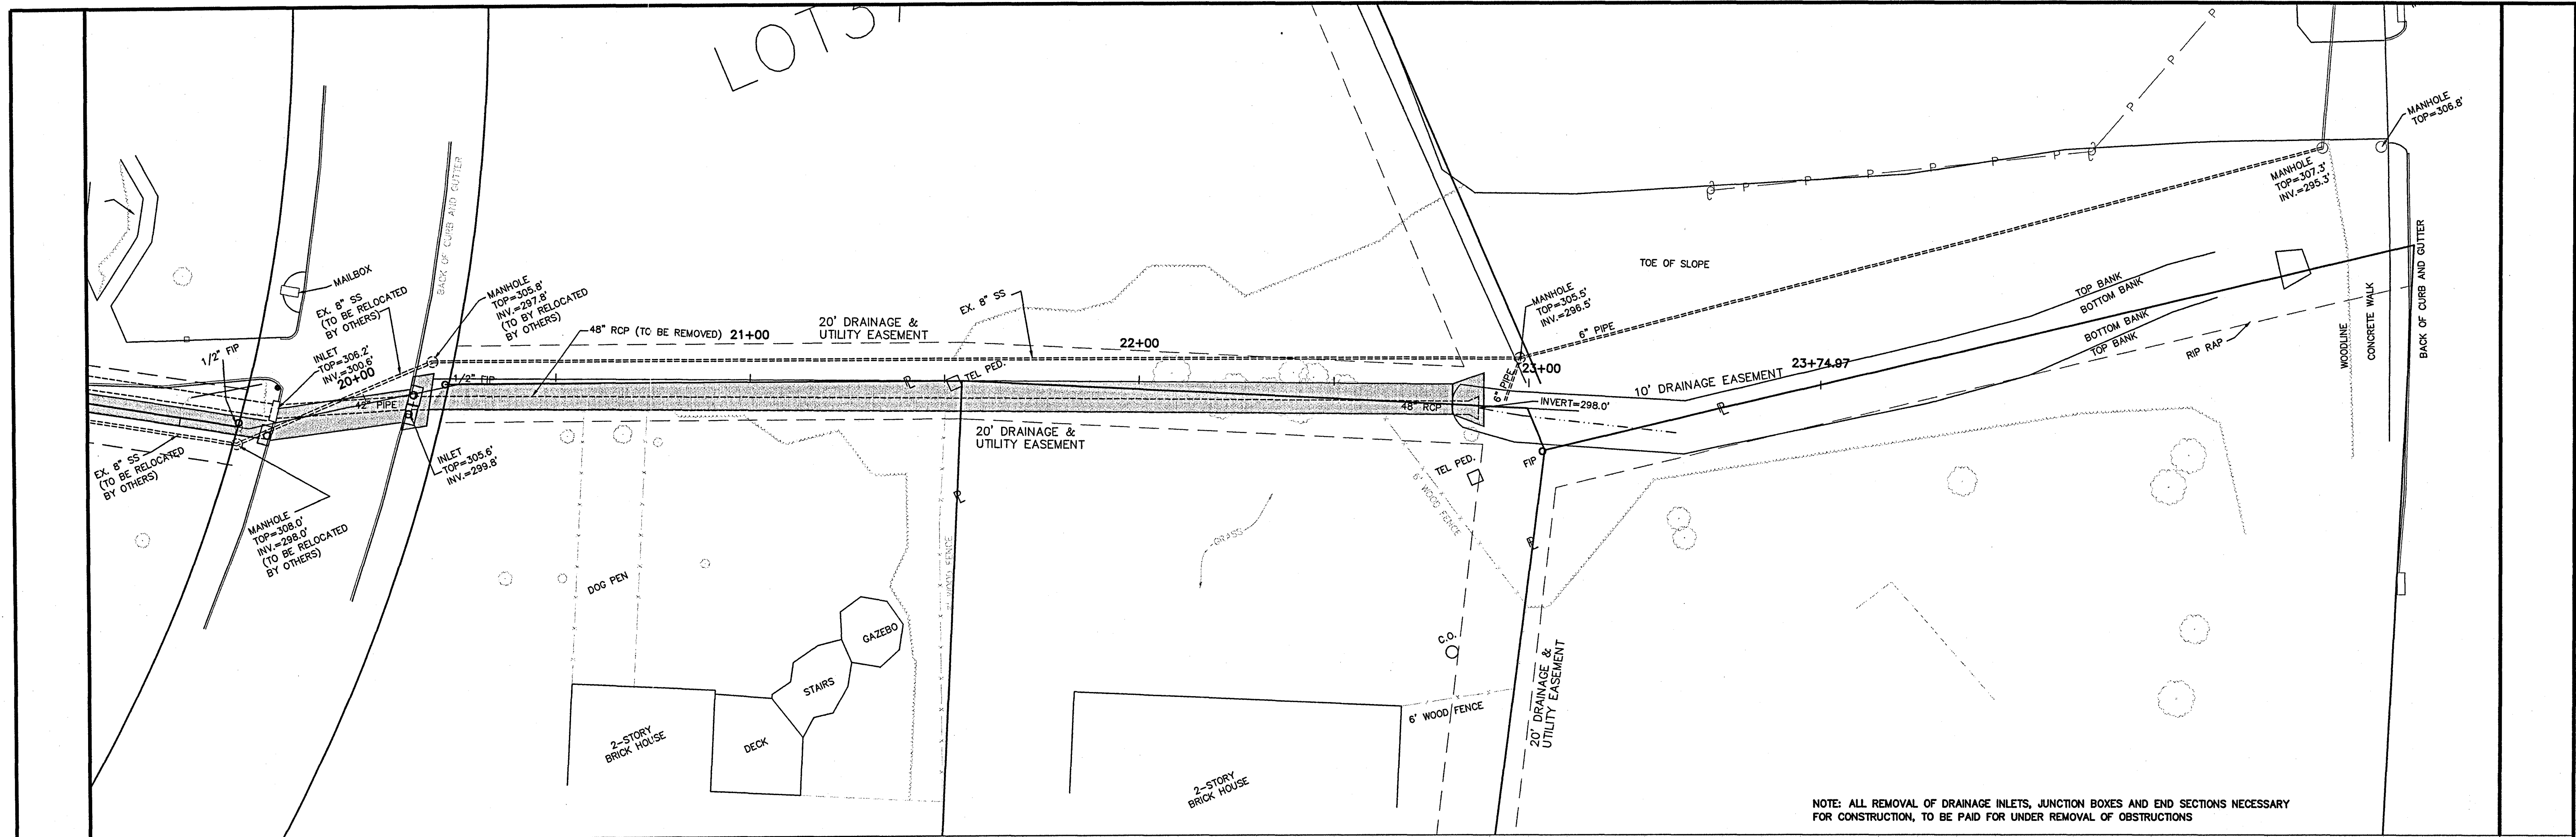 LOT 5
MANHOLE
TOP=306.8'
BACK OF CURB AND GUTTER
MANHOLE
TOP=307.3'
INV.=295.3'
P
P
P
P
P
P
P
P
P
P
MAILBOX
EX. 8" SS
(TO BE RELOCATED
BY OTHERS)
MANHOLE
TOP=305.8'
INV.=297.8'
(TO BY RELOCATED
BY OTHERS)
1/2" FIP
INLET
TOP=306.2'
INV.=300.6'
20+00
48" RCP (TO BE REMOVED)
21+00
20' DRAINAGE &
UTILITY EASEMENT
EX. 8" SS
22+00
MANHOLE
TOP=305.5'
INV.=296.5'
6" PIPE
TOE OF SLOPE
TOP BANK
BOTTOM BANK
BOTTOM BANK
TOP BANK
RIP RAP
WOODLINE
CONCRETE WALK
BACK OF CURB AND GUTTER
1/2" FIP
42" PIPE
PL
TEL PED.
6" PIPE
23+00
10' DRAINAGE EASEMENT
23+74.97
PL
48" RCP
INVERT=298.0'
20' DRAINAGE &
UTILITY EASEMENT
EX. 8" SS
(TO BE RELOCATED
BY OTHERS)
INLET
TOP=305.6'
INV.=299.8'
MANHOLE
TOP=308.0'
INV.=298.0'
(TO BE RELOCATED
BY OTHERS)
PL
TEL PED.
FIP
6' WOOD FENCE
GRASS
PL
WOOD FENCE
DOG PEN
GAZEBO
STAIRS
DECK
2-STORY
BRICK HOUSE
C.O.
6' WOOD FENCE
20' DRAINAGE &
UTILITY EASEMENT
2-STORY
BRICK HOUSE
NOTE: ALL REMOVAL OF DRAINAGE INLETS, JUNCTION BOXES AND END SECTIONS NECESSARY
FOR CONSTRUCTION, TO BE PAID FOR UNDER REMOVAL OF OBSTRUCTIONS